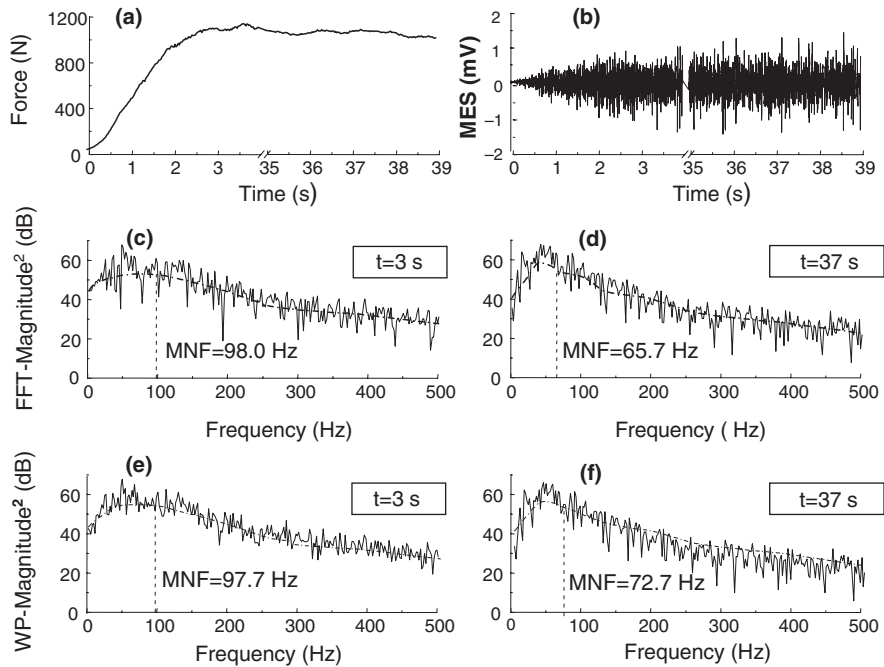 (a)
Force (N)
1200
800
400
0
0 1 2 3 35 36 37 38 39
Time (s)
(b)
MES (mV)
2
1
0
−1
−2
0 1 2 3 35 36 37 38 39
Time (s)
(c)
FFT-Magnitude² (dB)
60
40
20
0
t=3 s
MNF=98.0 Hz
0 100 200 300 400 500
Frequency (Hz)
(d)
60
40
20
0
t=37 s
MNF=65.7 Hz
0 100 200 300 400 500
Frequency ( Hz)
(e)
WP-Magnitude² (dB)
60
40
20
0
t=3 s
MNF=97.7 Hz
0 100 200 300 400 500
Frequency (Hz)
(f)
60
40
20
0
t=37 s
MNF=72.7 Hz
0 100 200 300 400 500
Frequency (Hz)